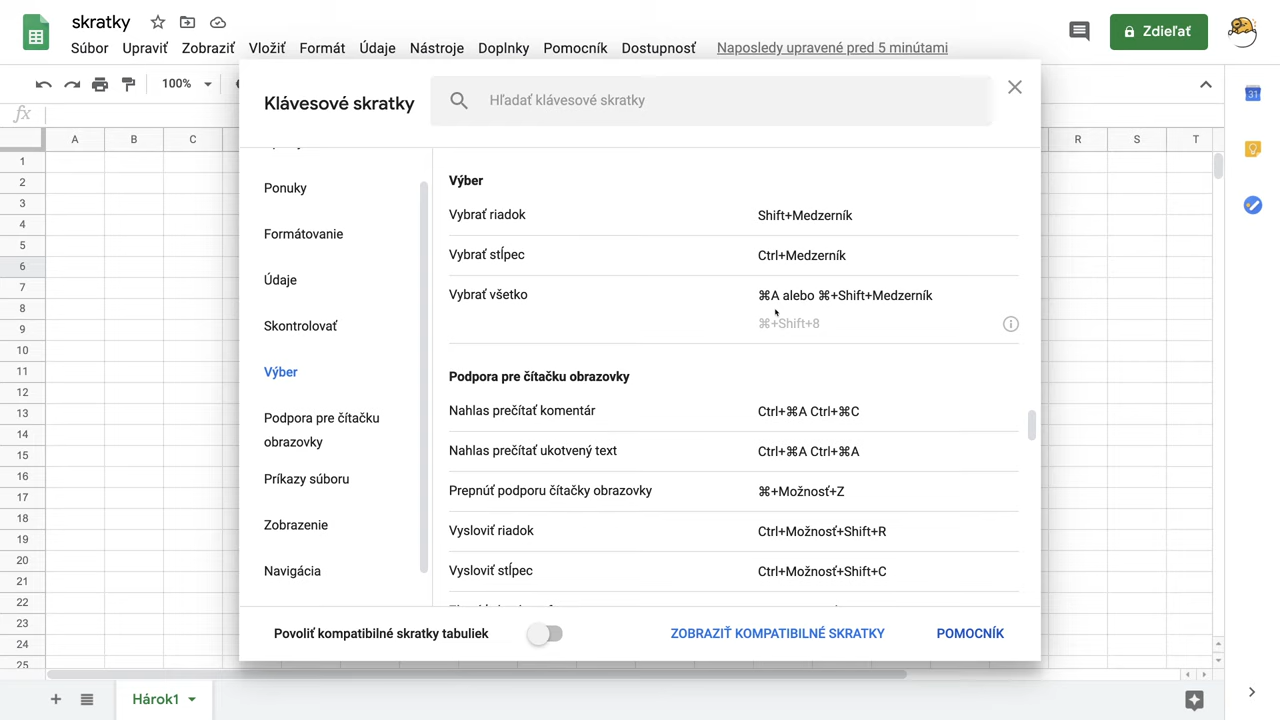 skratky
Súbor Upraviť Zobraziť Vložiť Formát Údaje Nástroje Doplnky Pomocník Dostupnosť Naposledy upravené pred 5 minútami
Zdieľať
100%
fx
31
A B C R S T
1
2
3
4
5
6
7
8
9
10
11
12
13
14
15
16
17
18
19
20
21
22
23
24
25
Klávesové skratky
Hľadať klávesové skratky
Ponuky
Formátovanie
Údaje
Skontrolovať
Výber
Podpora pre čítačku
obrazovky
Príkazy súboru
Zobrazenie
Navigácia
Výber
Vybrať riadok Shift+Medzerník
Vybrať stĺpec Ctrl+Medzerník
Vybrať všetko ⌘A alebo ⌘+Shift+Medzerník
⌘+Shift+8
Podpora pre čítačku obrazovky
Nahlas prečítať komentár Ctrl+⌘A Ctrl+⌘C
Nahlas prečítať ukotvený text Ctrl+⌘A Ctrl+⌘A
Prepnúť podporu čítačky obrazovky ⌘+Možnosť+Z
Vysloviť riadok Ctrl+Možnosť+Shift+R
Vysloviť stĺpec Ctrl+Možnosť+Shift+C
Povoliť kompatibilné skratky tabuliek
ZOBRAZIŤ KOMPATIBILNÉ SKRATKY
POMOCNÍK
Hárok1